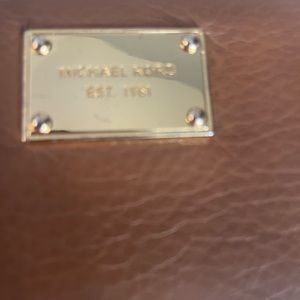 MICHAEL KORS
EST. 1981